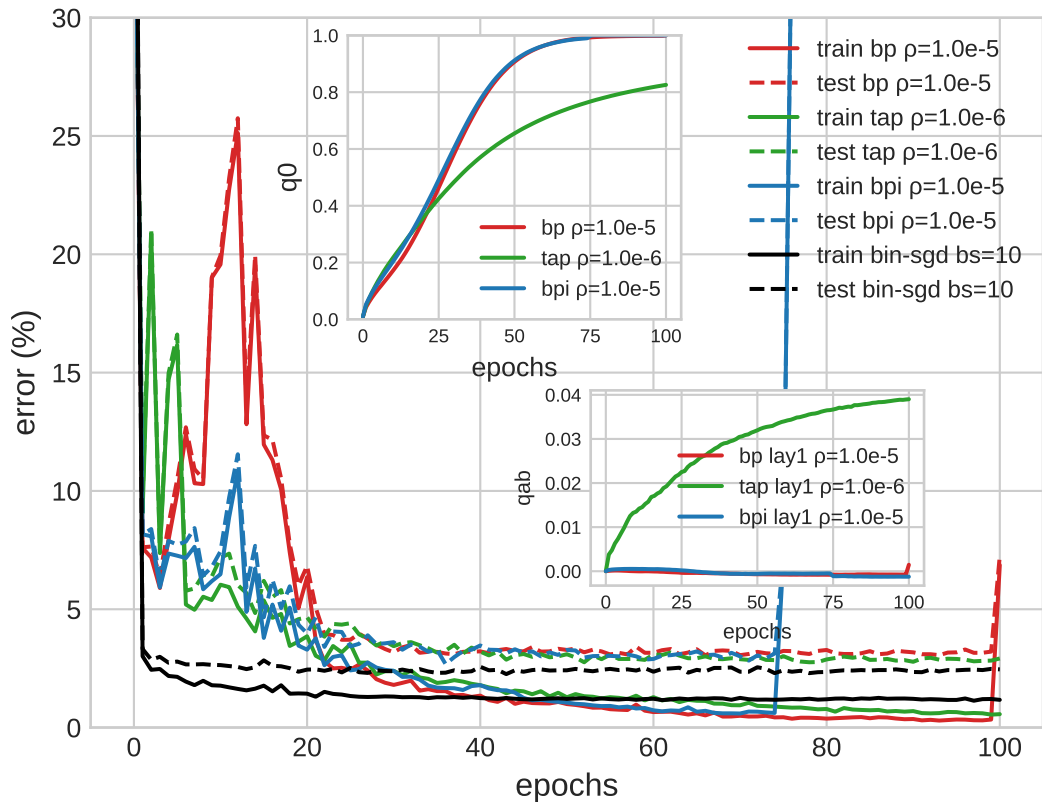 30
25
20
15
10
5
0
error (%)
0
20
40
60
80
100
epochs
train bp ρ=1.0e-5
test bp ρ=1.0e-5
train tap ρ=1.0e-6
test tap ρ=1.0e-6
train bpi ρ=1.0e-5
test bpi ρ=1.0e-5
train bin-sgd bs=10
test bin-sgd bs=10
1.0
0.8
0.6
0.4
0.2
0.0
q0
bp ρ=1.0e-5
tap ρ=1.0e-6
bpi ρ=1.0e-5
0
25
50
75
100
epochs
0.04
0.03
0.02
0.01
0.00
qab
bp lay1 ρ=1.0e-5
tap lay1 ρ=1.0e-6
bpi lay1 ρ=1.0e-5
0
25
50
75
100
epochs